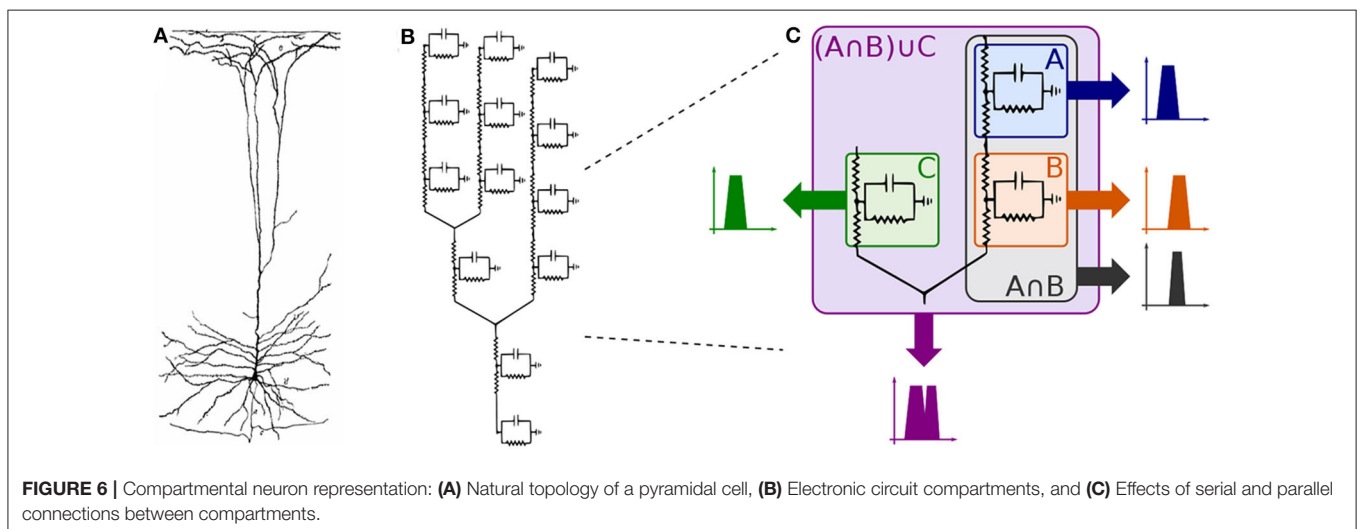 A
B
C
(A∩B)∪C
A
C
B
A∩B
FIGURE 6 | Compartmental neuron representation: (A) Natural topology of a pyramidal cell, (B) Electronic circuit compartments, and (C) Effects of serial and parallel
connections between compartments.